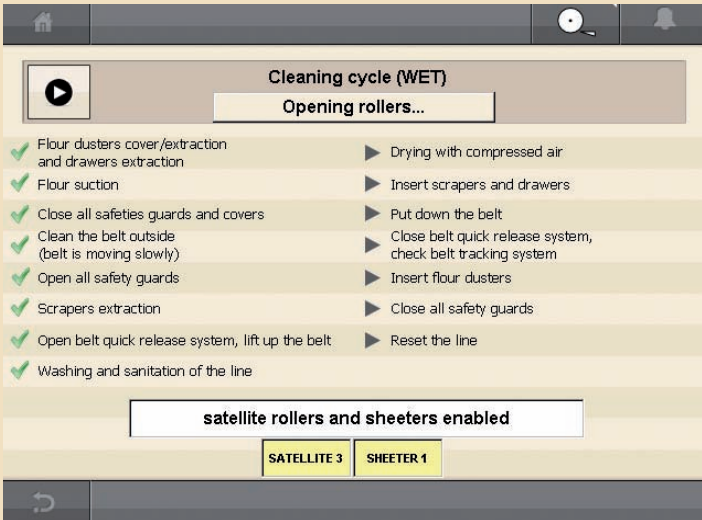 Cleaning cycle (WET)
Opening rollers...
Flour dusters cover/extraction
and drawers extraction
Flour suction
Close all safeties guards and covers
Clean the belt outside
(belt is moving slowly)
Open all safety guards
Scrapers extraction
Open belt quick release system, lift up the belt
Washing and sanitation of the line
Drying with compressed air
Insert scrapers and drawers
Put down the belt
Close belt quick release system,
check belt tracking system
Insert flour dusters
Close all safety guards
Reset the line
satellite rollers and sheeters enabled
SATELLITE 3
SHEETER 1